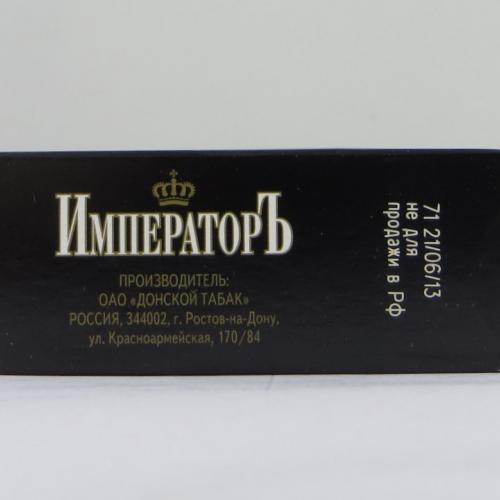 ИмператорЪ
ПРОИЗВОДИТЕЛЬ:
ОАО «ДОНСКОЙ ТАБАК»
РОССИЯ, 344002, г. Ростов-на-Дону,
ул. Красноармейская, 170/84
71 21/06/13
не для
продажи в РФ